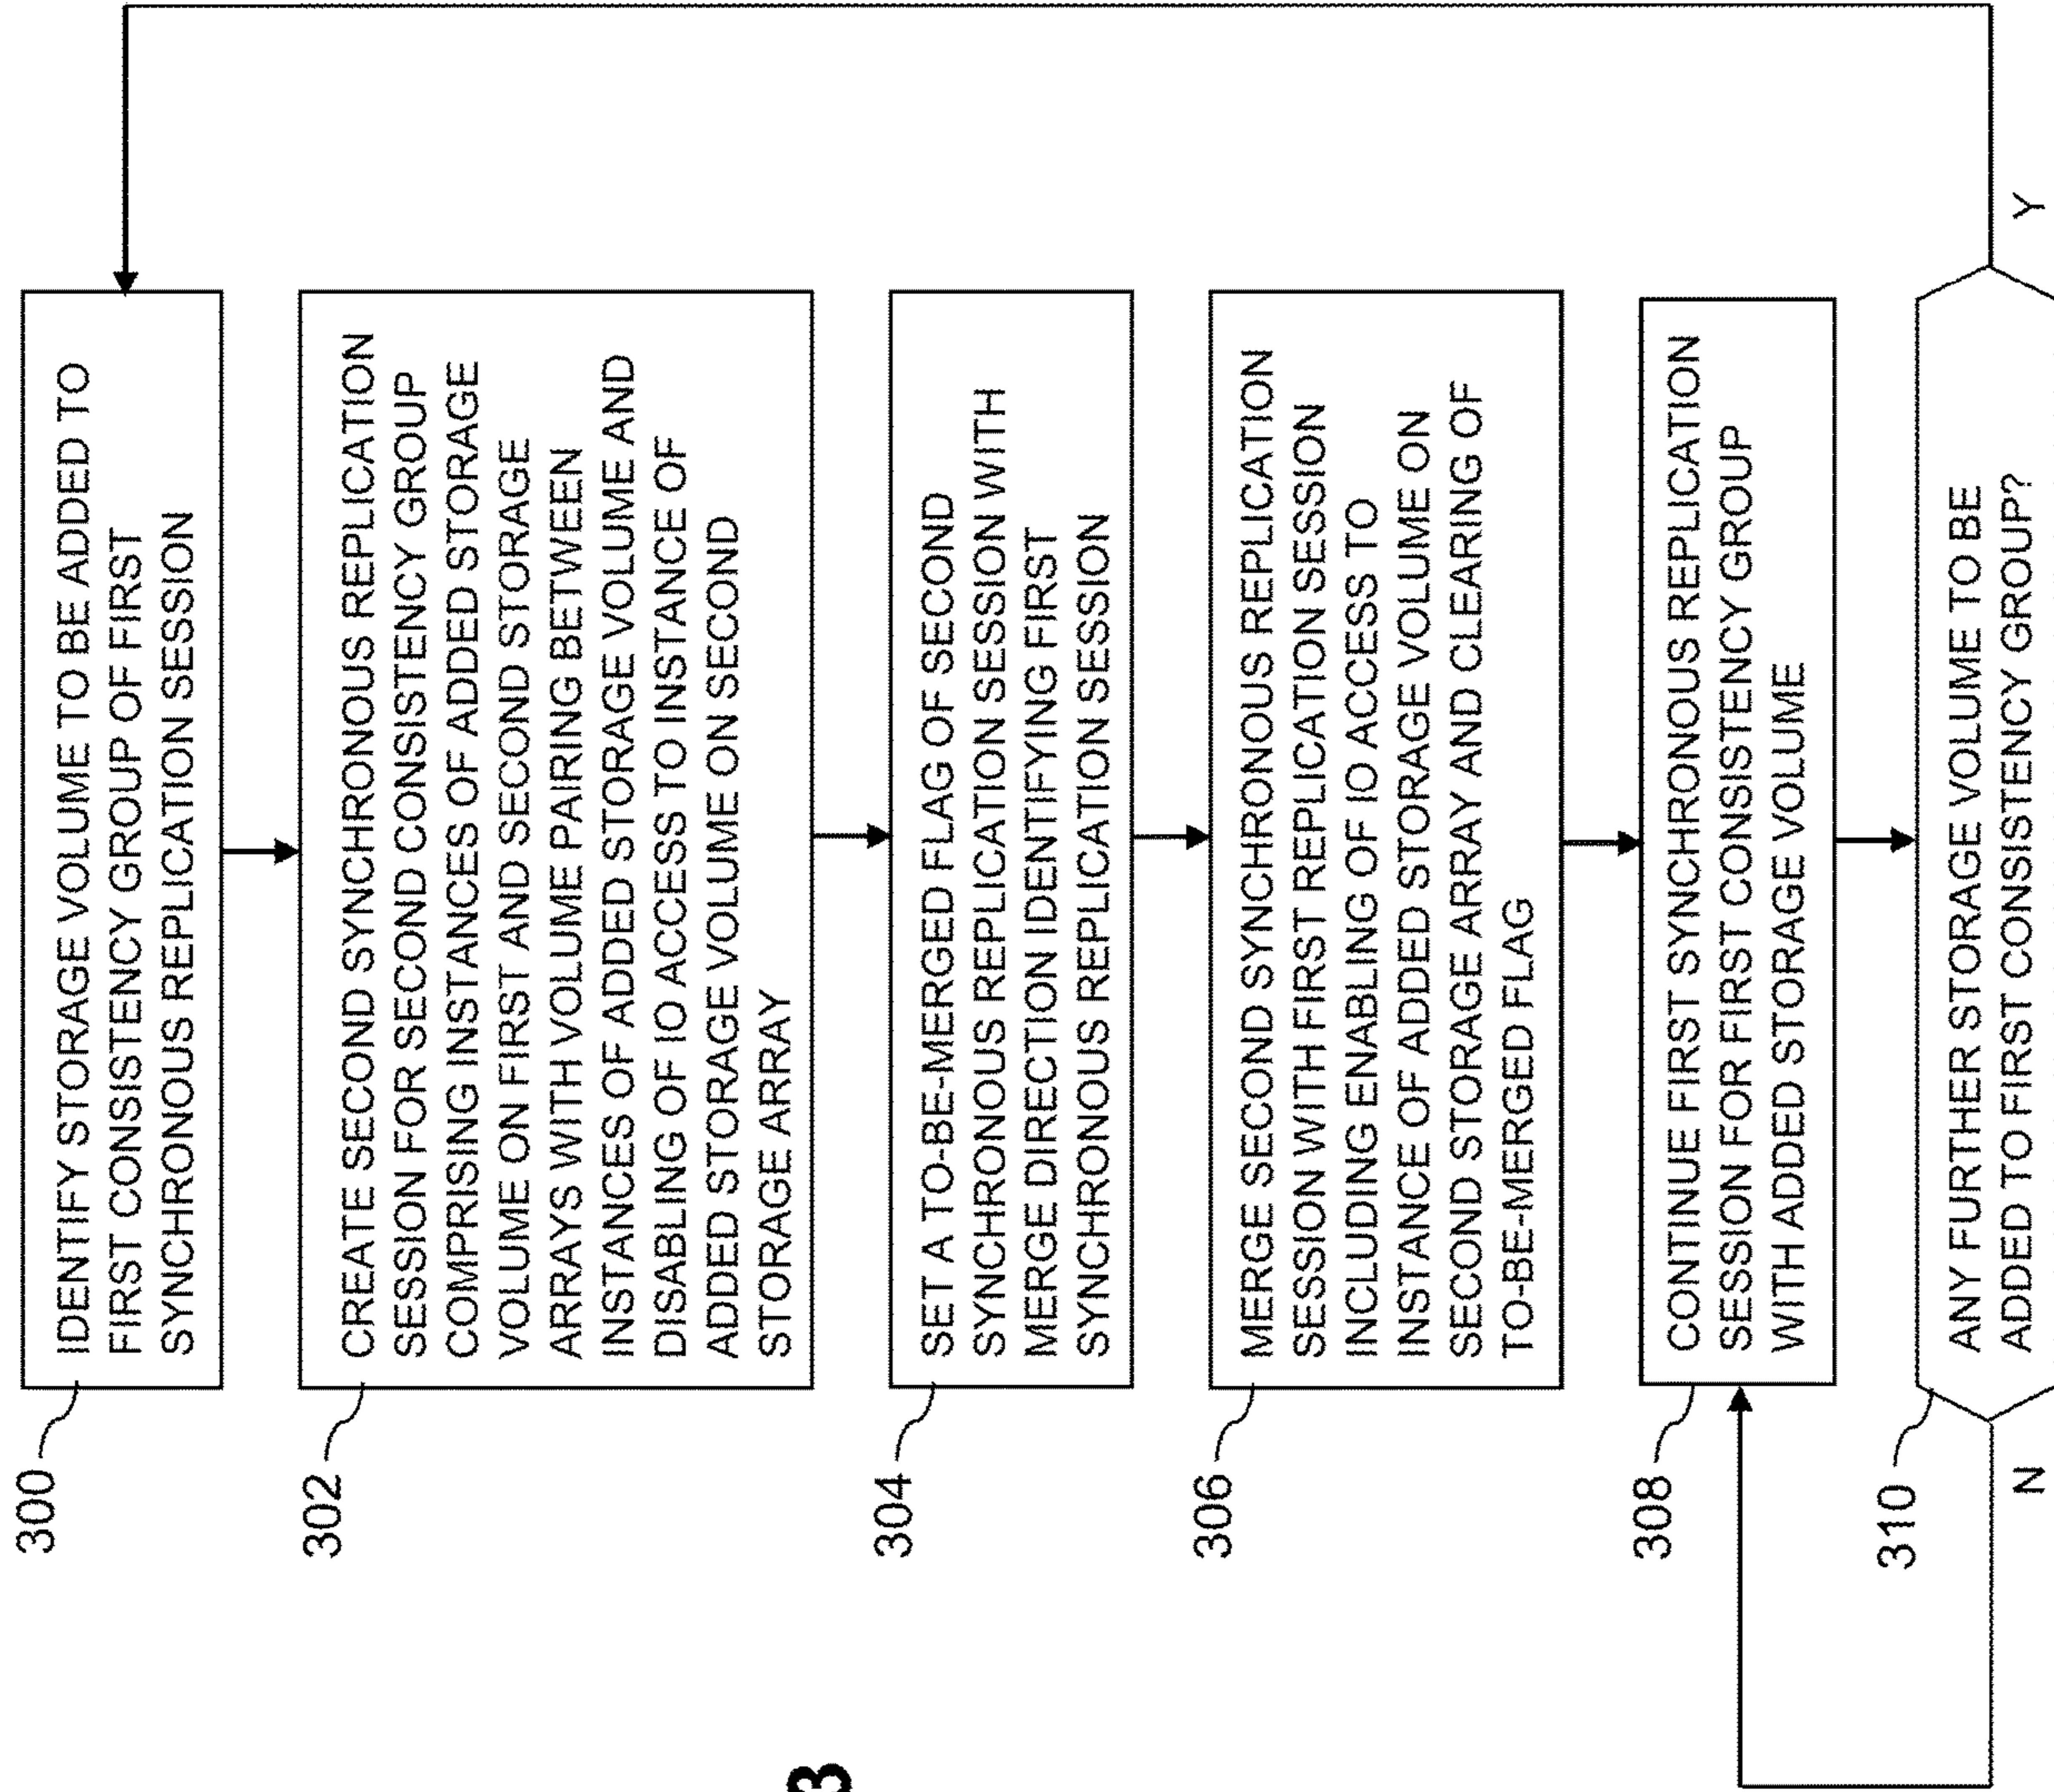 300
IDENTIFY STORAGE VOLUME TO BE ADDED TO
FIRST CONSISTENCY GROUP OF FIRST
SYNCHRONOUS REPLICATION SESSION
302
CREATE SECOND SYNCHRONOUS REPLICATION
SESSION FOR SECOND CONSISTENCY GROUP
COMPRISING INSTANCES OF ADDED STORAGE
VOLUME ON FIRST AND SECOND STORAGE
ARRAYS WITH VOLUME PAIRING BETWEEN
INSTANCES OF ADDED STORAGE VOLUME AND
DISABLING OF IO ACCESS TO INSTANCE OF
ADDED STORAGE VOLUME ON SECOND
STORAGE ARRAY
304
SET A TO-BE-MERGED FLAG OF SECOND
SYNCHRONOUS REPLICATION SESSION WITH
MERGE DIRECTION IDENTIFYING FIRST
SYNCHRONOUS REPLICATION SESSION
3
306
MERGE SECOND SYNCHRONOUS REPLICATION
SESSION WITH FIRST REPLICATION SESSION
INCLUDING ENABLING OF IO ACCESS TO
INSTANCE OF ADDED STORAGE VOLUME ON
SECOND STORAGE ARRAY AND CLEARING OF
TO-BE-MERGED FLAG
308
CONTINUE FIRST SYNCHRONOUS REPLICATION
SESSION FOR FIRST CONSISTENCY GROUP
WITH ADDED STORAGE VOLUME
310
ANY FURTHER STORAGE VOLUME TO BE
ADDED TO FIRST CONSISTENCY GROUP?
N
Y